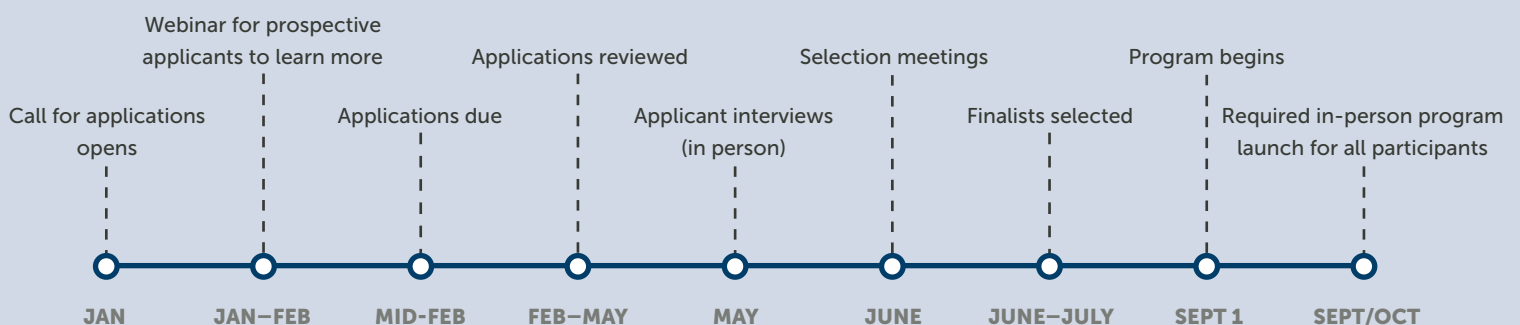 Webinar for prospective
applicants to learn more
Applications reviewed
Selection meetings
Program begins
Call for applications
opens
Applications due
Applicant interviews
(in person)
Finalists selected
Required in-person program
launch for all participants
JAN
JAN–FEB
MID-FEB
FEB–MAY
MAY
JUNE
JUNE–JULY
SEPT 1
SEPT/OCT